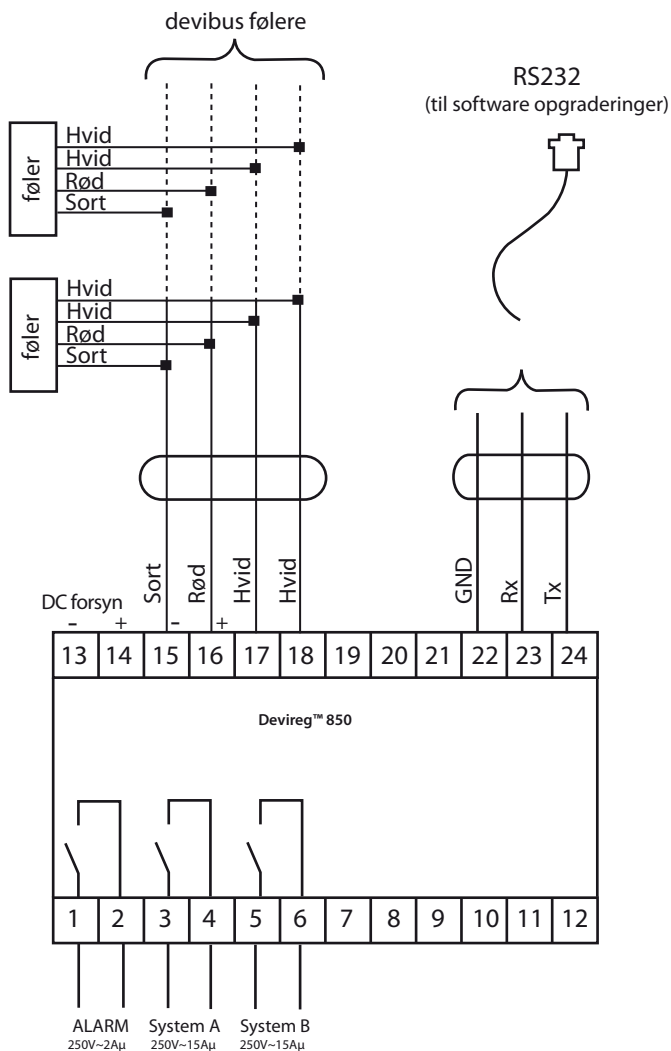 devibus følere
RS232
(til software opgraderinger)
føler
Hvid
Hvid
Rød
Sort
føler
Hvid
Hvid
Rød
Sort
Sort
Rød
Hvid
Hvid
GND
Rx
Tx
DC forsyn
- + - +
13 14 15 16 17 18 19 20 21 22 23 24
Devireg™ 850
1 2 3 4 5 6 7 8 9 10 11 12
ALARM System A System B
250V~2Aµ 250V~15Aµ 250V~15Aµ